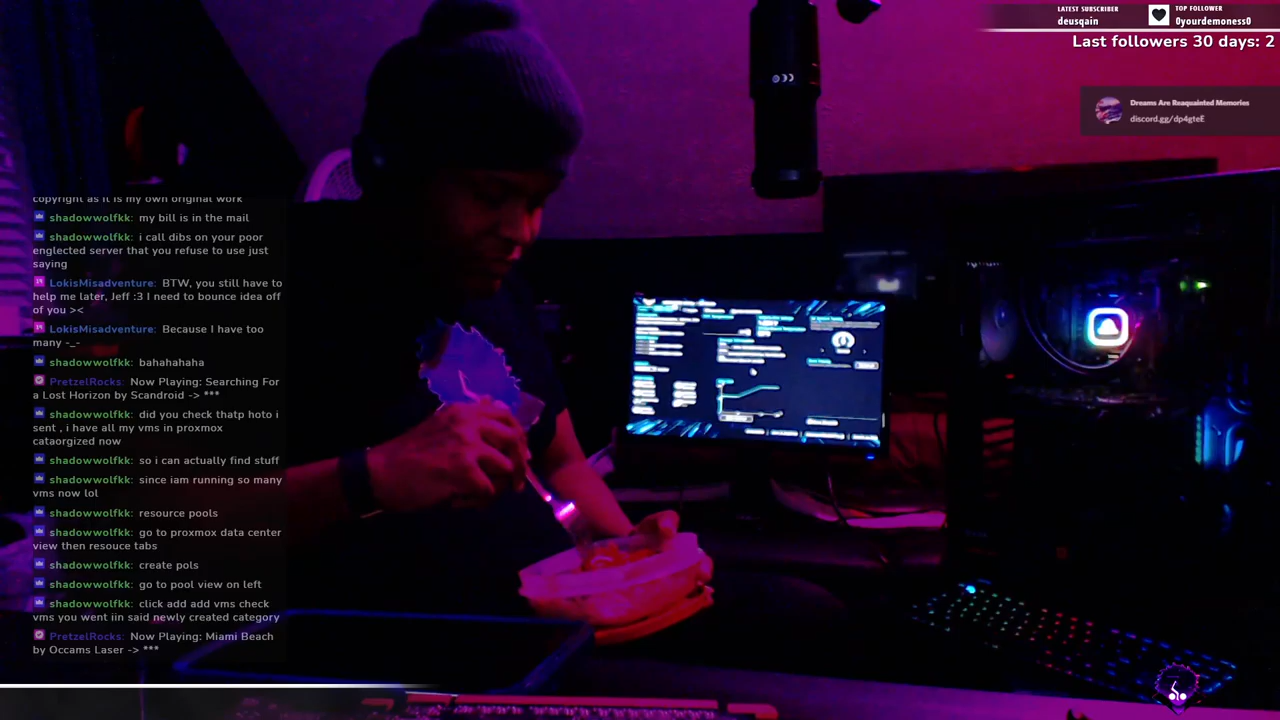 LATEST SUBSCRIBER
deusqain
TOP FOLLOWER
0yourdemoness0
Last followers 30 days: 2
Dreams Are Reaquainted Memories
discord.gg/dp4gteE
copyright as it is my own original work
shadowwolfkk: my bill is in the mail
shadowwolfkk: i call dibs on your poor
englected server that you refuse to use just
saying
LokisMisadventure: BTW, you still have to
help me later, Jeff :3 I need to bounce idea off
of you ><
LokisMisadventure: Because I have too
many -_-
shadowwolfkk: bahahahaha
PretzelRocks: Now Playing: Searching For
a Lost Horizon by Scandroid -> ***
shadowwolfkk: did you check thatp hoto i
sent , i have all my vms in proxmox
cataorgized now
shadowwolfkk: so i can actually find stuff
shadowwolfkk: since iam running so many
vms now lol
shadowwolfkk: resource pools
shadowwolfkk: go to proxmox data center
view then resouce tabs
shadowwolfkk: create pols
shadowwolfkk: go to pool view on left
shadowwolfkk: click add add vms check
vms you went iin said newly created category
PretzelRocks: Now Playing: Miami Beach
by Occams Laser -> ***